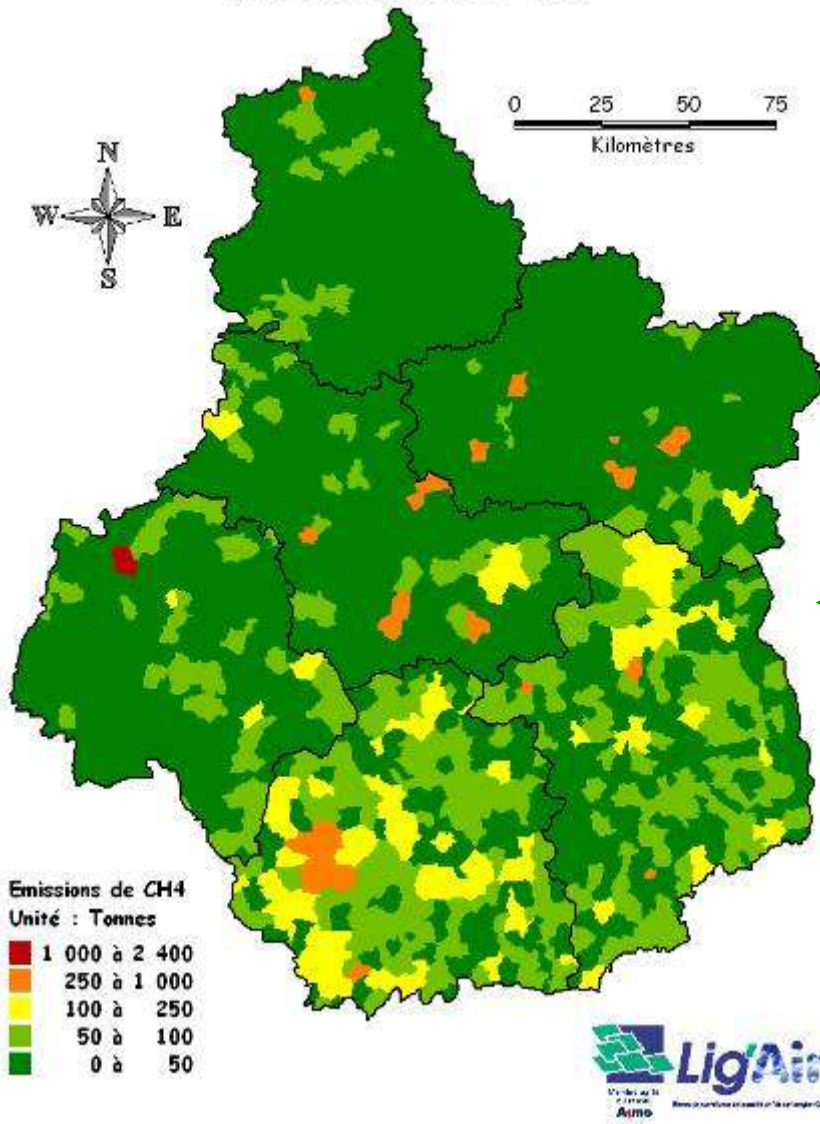 0 25 50 75
Kilomètres
N
W E
S
Emissions de CH4
Unité : Tonnes
1 000 à 2 400
250 à 1 000
100 à 250
50 à 100
0 à 50
Lig'Air